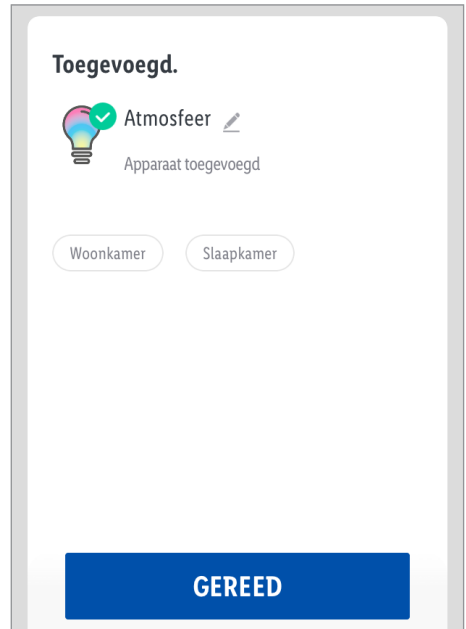 Toegevoegd.
Atmosfeer
Apparaat toegevoegd
Woonkamer Slaapkamer
GEREED